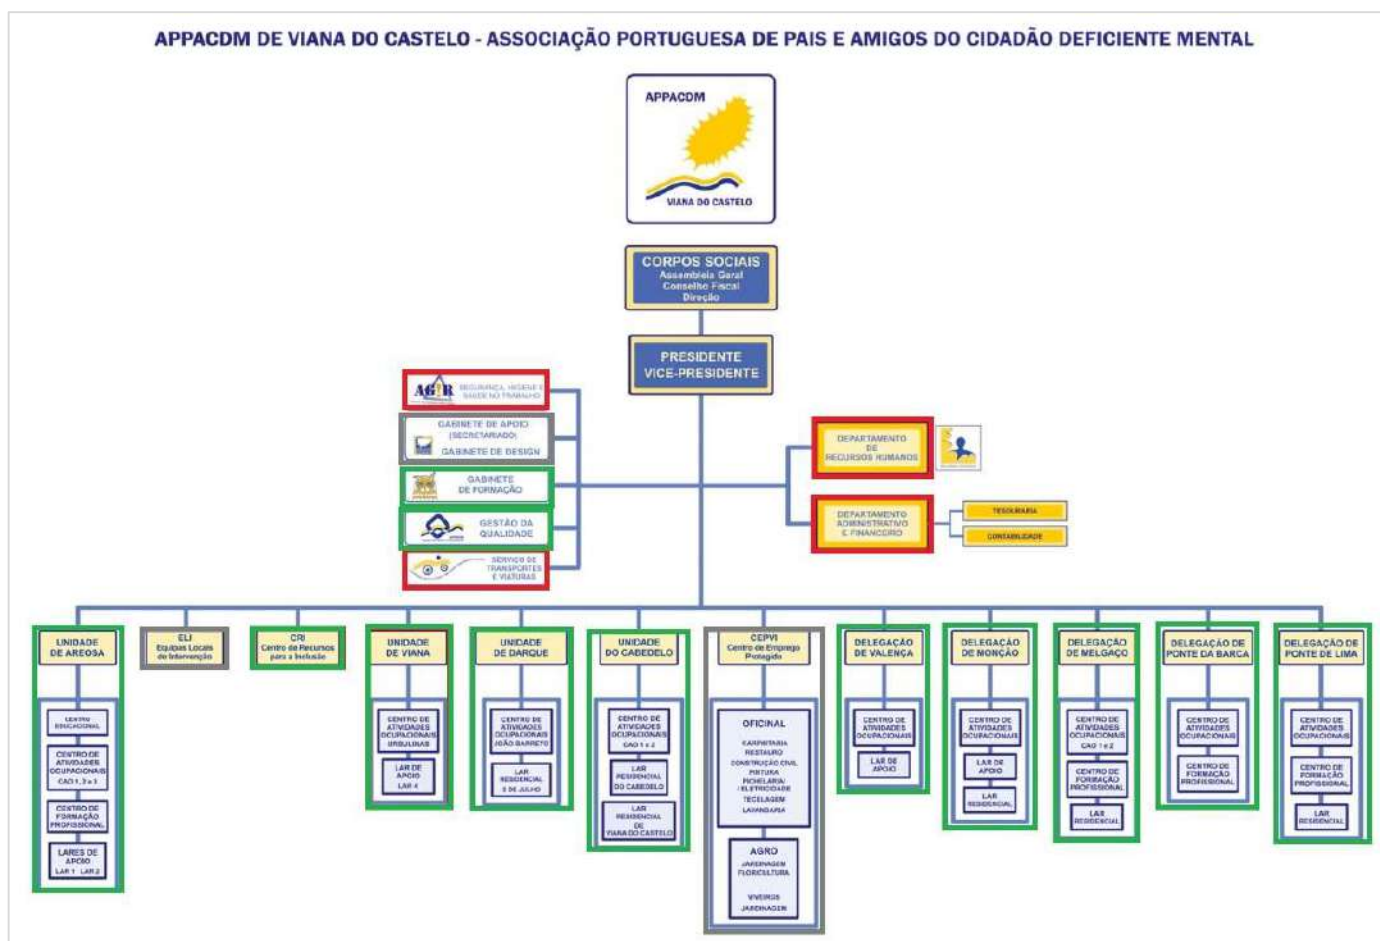 APPACDM DE VIANA DO CASTELO - ASSOCIAÇÃO PORTUGUESA DE PAIS E AMIGOS DO CIDADÃO DEFICIENTE MENTAL
APPACDM
VIANA DO CASTELO
CORPOS SOCIAIS
Assembleia Geral
Conselho Fiscal
Direção
PRESIDENTE
VICE-PRESIDENTE
SEGURANÇA, HIGIENE E
SAÚDE NO TRABALHO
GABINETE DE APOIO
(SECRETARIADO)
GABINETE DE DESIGN
GABINETE
DE FORMAÇÃO
GESTÃO DA
QUALIDADE
SERVIÇO DE
TRANSPORTES
E VIATURAS
DEPARTAMENTO
DE
RECURSOS HUMANOS
DEPARTAMENTO
ADMINISTRATIVO
E FINANCEIRO
TESOURARIA
CONTABILIDADE
UNIDADE
DE AREOSA
CENTRO
EDUCACIONAL
CENTRO DE
ATIVIDADES
OCUPACIONAIS
CAO 1, 2 e 3
CENTRO DE
FORMAÇÃO
PROFISSIONAL
LARES DE
APOIO
LAR 1 LAR 2
ELI
Equipas Locais
de Intervenção
CRI
Centro de Recursos
para a Inclusão
UNIDADE
DE VIANA
CENTRO DE
ATIVIDADES
OCUPACIONAIS
URSULINAS
LAR DE
APOIO
LAR 4
UNIDADE
DE DARQUE
CENTRO DE
ATIVIDADES
OCUPACIONAIS
JOÃO BARRETO
LAR
RESIDENCIAL
5 DE JULHO
UNIDADE
DO CABEDELO
CENTRO DE
ATIVIDADES
OCUPACIONAIS
CAO 1 e 2
LAR
RESIDENCIAL
DO CABEDELO
LAR
RESIDENCIAL
DE
VIANA DO CASTELO
CEPVI
Centro de Emprego
Protegido
OFICINAL
CARPINTARIA
RESTAURO
CONSTRUÇÃO CIVIL
PINTURA
PICHELARIA/
/ ELETRICIDADE
TECELAGEM
LAVANDARIA
AGRO
JARDINAGEM
FLORICULTURA
VIVEIROS
JARDINAGEM
DELEGAÇÃO
DE VALENÇA
CENTRO DE
ATIVIDADES
OCUPACIONAIS
LAR DE
APOIO
DELEGAÇÃO
DE MONÇÃO
CENTRO DE
ATIVIDADES
OCUPACIONAIS
LAR DE
APOIO
LAR
RESIDENCIAL
DELEGAÇÃO
DE MELGAÇO
CENTRO DE
ATIVIDADES
OCUPACIONAIS
CAO 1 e 2
CENTRO DE
FORMAÇÃO
PROFISSIONAL
LAR
RESIDENCIAL
DELEGAÇÃO DE
PONTE DA BARCA
CENTRO DE
ATIVIDADES
OCUPACIONAIS
CENTRO DE
FORMAÇÃO
PROFISSIONAL
DELEGAÇÃO DE
PONTE DE LIMA
CENTRO DE
ATIVIDADES
OCUPACIONAIS
CENTRO DE
FORMAÇÃO
PROFISSIONAL
LAR
RESIDENCIAL